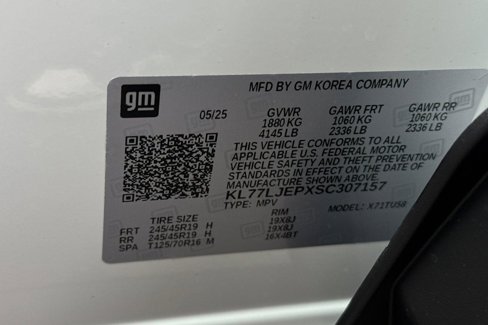 gm
MFD BY GM KOREA COMPANY
05/25 GVWR GAWR FRT GAWR RR
1880 KG 1060 KG 1060 KG
4145 LB 2336 LB 2336 LB
THIS VEHICLE CONFORMS TO ALL
APPLICABLE U.S. FEDERAL MOTOR
VEHICLE SAFETY AND THEFT PREVENTION
STANDARDS IN EFFECT ON THE DATE OF
MANUFACTURE SHOWN ABOVE.
KL77LJEPXSC307157
TYPE: MPV MODEL: X71TU58
TIRE SIZE RIM
FRT 245/45R19 H 19X8J
RR 245/45R19 H 19X8J
SPA T125/70R16 M 16X4BT